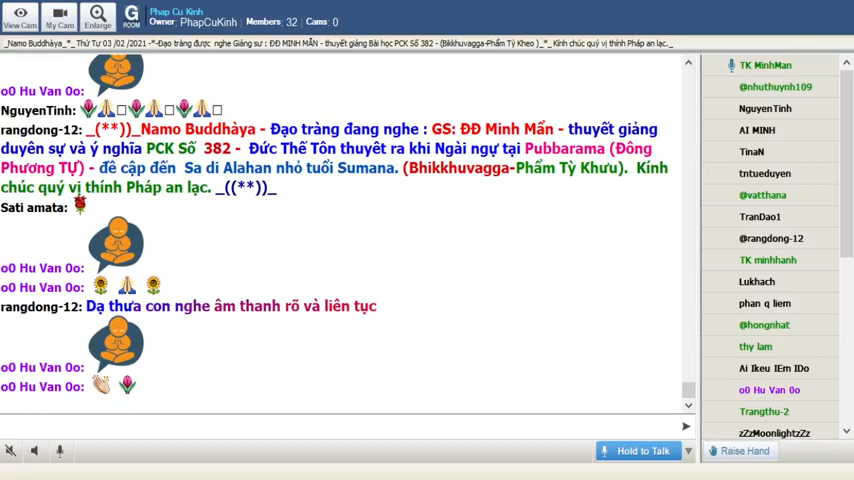 View Cam
My Cam
Enlarge
G
ROOM
Phap Cu Kinh
Owner: PhapCuKinh Members: 32 Cams: 0
_Namo Buddhàya_*_ Thứ Tư 03 /02 /2021 -*-Đạo tràng được nghe Giảng sư : ĐĐ MINH MẪN - thuyết giảng Bài học PCK Số 382 - (Bikkhuvagga-Phẩm Tỳ Kheo )_*_ Kính chúc quý vị thính Pháp an lạc._
o0 Hu Van 0o:
NguyenTinh:
rangdong-12: _(**))_Namo Buddhàya - Đạo tràng đang nghe : GS: ĐĐ Minh Mẩn - thuyết giảng
duyên sự và ý nghĩa PCK Số 382 - Đức Thế Tôn thuyết ra khi Ngài ngự tại Pubbarama (Đông
Phương TỰ) - đề cập đến Sa di Alahan nhỏ tuổi Sumana. (Bhikkhuvagga-Phẩm Tỳ Khưu). Kính
chúc quý vị thính Pháp an lạc. _((**))_
Sati amata:
o0 Hu Van 0o:
o0 Hu Van 0o:
rangdong-12: Dạ thưa con nghe âm thanh rõ và liên tục
o0 Hu Van 0o:
o0 Hu Van 0o:
Hold to Talk
TK MinhMan
@nhuthuynh109
NguyenTinh
AI MINH
TinaN
tntueduyen
@vatthana
TranDao1
@rangdong-12
TK minhhanh
Lukhach
phan q liem
@hongnhat
thy lam
Ai Ikeu IEm IDo
o0 Hu Van 0o
Trangthu-2
zZzMoonlightzZz
Raise Hand